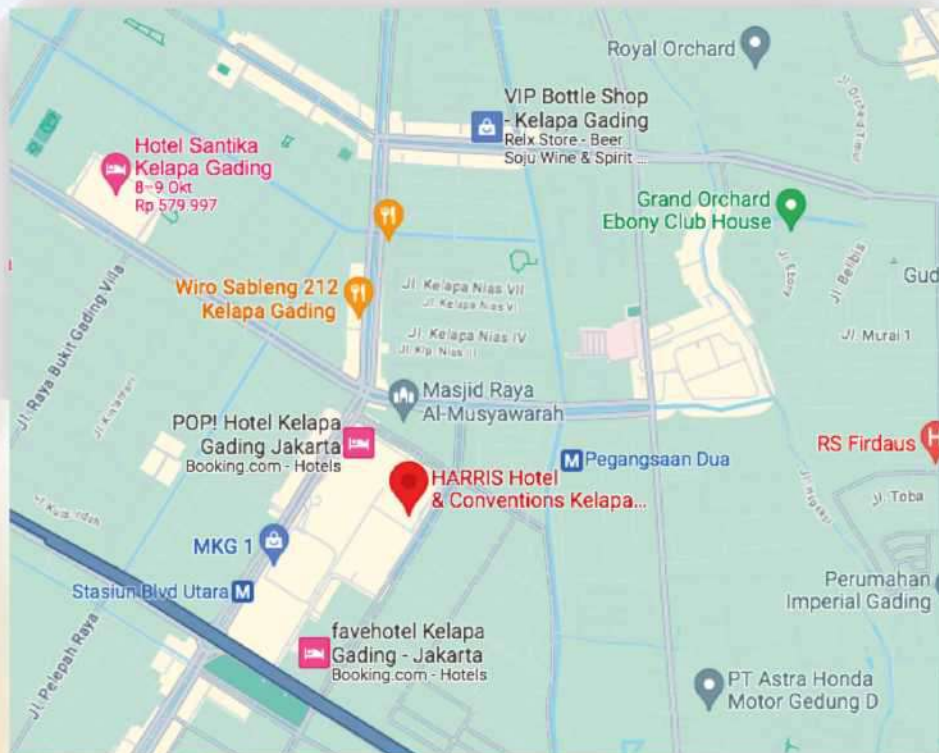 Royal Orchard
Jl. Orchard Timur
VIP Bottle Shop
- Kelapa Gading
Relx Store - Beer
Soju Wine & Spirit ...
Hotel Santika
Kelapa Gading
8–9 Okt
Rp 579.997
Grand Orchard
Ebony Club House
Jl. Ebony
Jl. Belibis
Gud
Jl. Raya Bukit Gading Villa
Wiro Sableng 212
Kelapa Gading
Jl. Kelapa Nias VII
Jl. Kelapa Nias V
Jl. Kelapa Nias IV
Jl. Klp. Nias II
Jl. Murai 1
Masjid Raya
Al-Musyawarah
POP! Hotel Kelapa
Gading Jakarta
Booking.com - Hotels
M Pegangsaan Dua
RS Firdaus
H
HARRIS Hotel
& Conventions Kelapa...
Jl. Toba
MKG 1
Stasiun Blvd Utara M
Perumahan
Imperial Gading
Jl. Pelepah Raya
favehotel Kelapa
Gading - Jakarta
Booking.com - Hotels
PT Astra Honda
Motor Gedung D